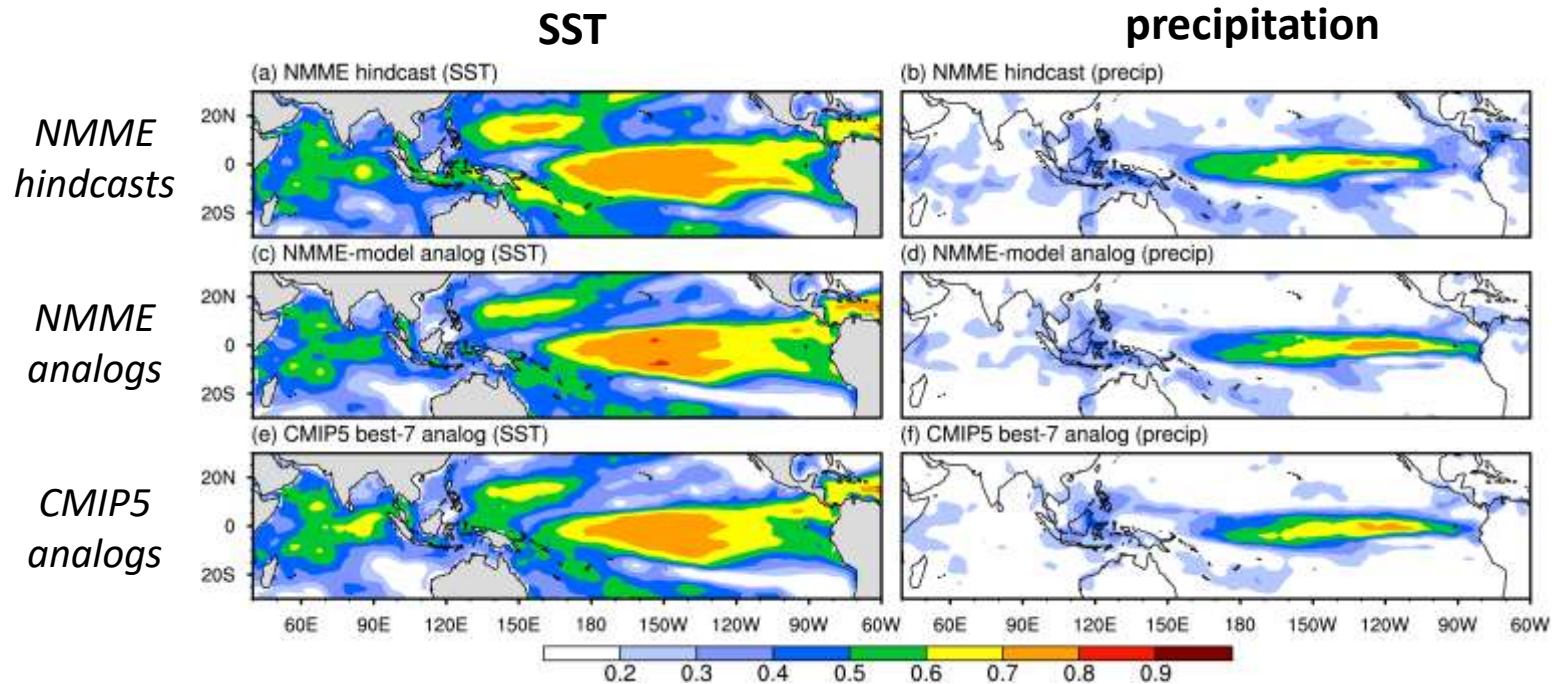 SST
precipitation
(a) NMME hindcast (SST)
(b) NMME hindcast (precip)
NMME
hindcasts
20N
0
20S
(c) NMME-model analog (SST)
(d) NMME-model analog (precip)
NMME
analogs
20N
0
20S
(e) CMIP5 best-7 analog (SST)
(f) CMIP5 best-7 analog (precip)
CMIP5
analogs
20N
0
20S
60E 90E 120E 150E 180 150W 120W 90W 60W
60E 90E 120E 150E 180 150W 120W 90W 60W
0.2 0.3 0.4 0.5 0.6 0.7 0.8 0.9